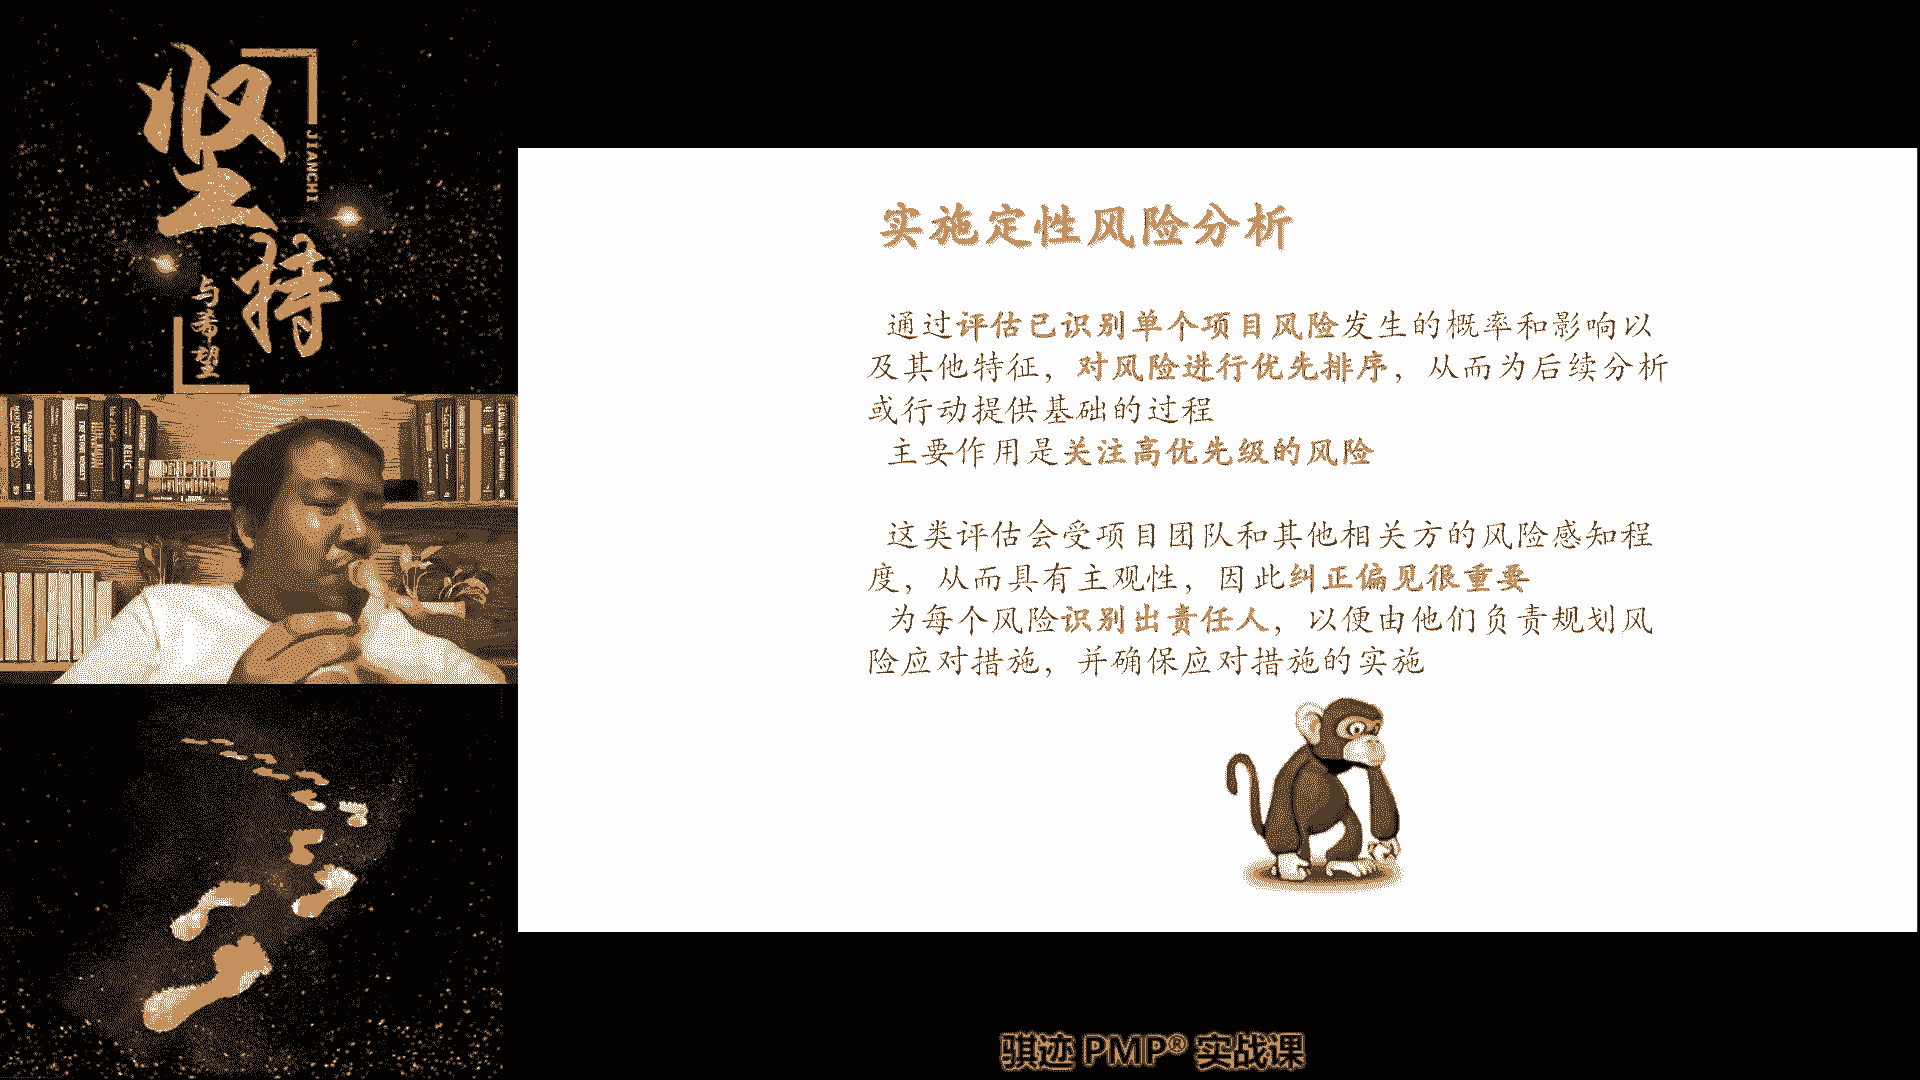 坚持
JIANCHI
与希望
实施定性风险分析
通过评估已识别单个项目风险发生的概率和影响以
及其他特征，对风险进行优先排序，从而为后续分析
或行动提供基础的过程
主要作用是关注高优先级的风险
这类评估会受项目团队和其他相关方的风险感知程
度，从而具有主观性，因此纠正偏见很重要
为每个风险识别出责任人，以便由他们负责规划风
险应对措施，并确保应对措施的实施
骐迹 PMP® 实战课